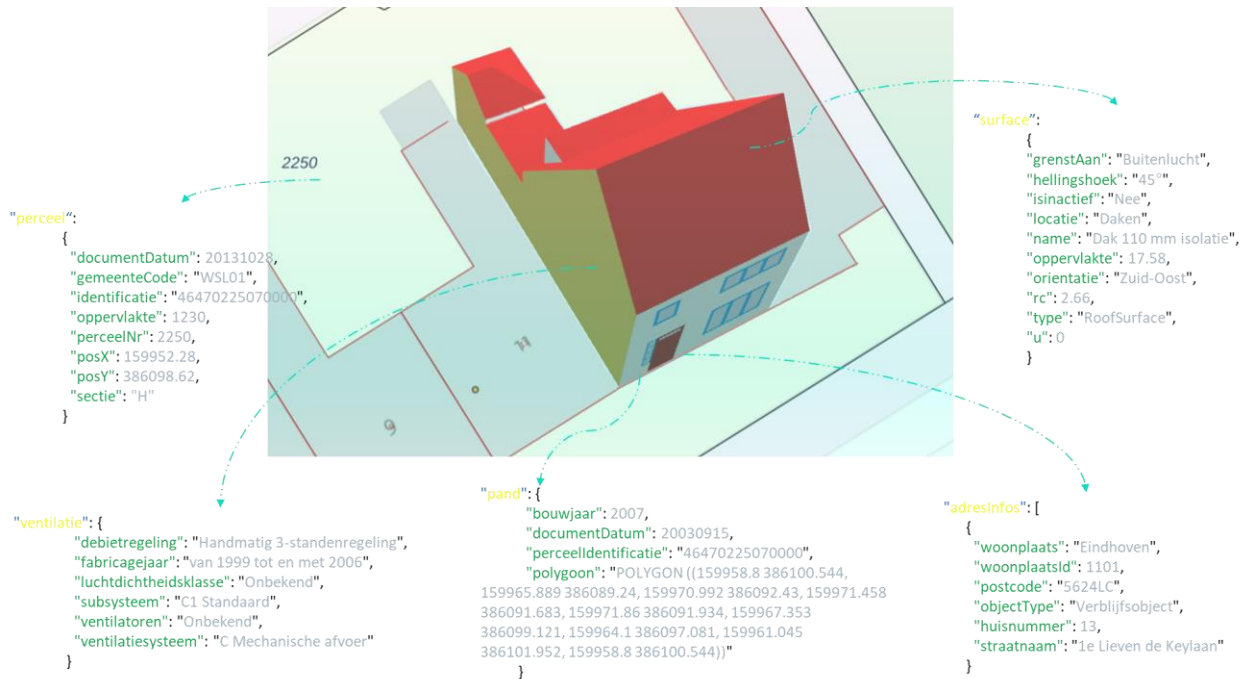 2250
"perceel“:
{
"documentDatum": 20131028,
"gemeenteCode": "WSL01",
"identificatie": "46470225070000",
"oppervlakte": 1230,
"perceelNr": 2250,
"posX": 159952.28,
"posY": 386098.62,
"sectie": "H"
}
“surface”:
{
"grenstAan": "Buitenlucht",
"hellingshoek": "45°",
"isinactief": "Nee",
"locatie": "Daken",
"name": "Dak 110 mm isolatie",
"oppervlakte": 17.58,
"orientatie": "Zuid-Oost",
"rc": 2.66,
"type": "RoofSurface",
"u": 0
}
11
9
"ventilatie": {
"debietregeling": "Handmatig 3-standenregeling",
"fabricagejaar": "van 1999 tot en met 2006",
"luchtdichtheidsklasse": "Onbekend",
"subsysteem": "C1 Standaard",
"ventilatoren": "Onbekend",
"ventilatiesysteem": "C Mechanische afvoer"
}
"pand": {
"bouwjaar": 2007,
"documentDatum": 20030915,
"perceelIdentificatie": "46470225070000",
"polygoon": "POLYGON ((159958.8 386100.544,
159965.889 386089.24, 159970.992 386092.43, 159971.458
386091.683, 159971.86 386091.934, 159967.353
386099.121, 159964.1 386097.081, 159961.045
386101.952, 159958.8 386100.544))"
}
"adresInfos": [
{
"woonplaats": "Eindhoven",
"woonplaatsId": 1101,
"postcode": "5624LC",
"objectType": "Verblijfsobject",
"huisnummer": 13,
"straatnaam": "1e Lieven de Keylaan"
}